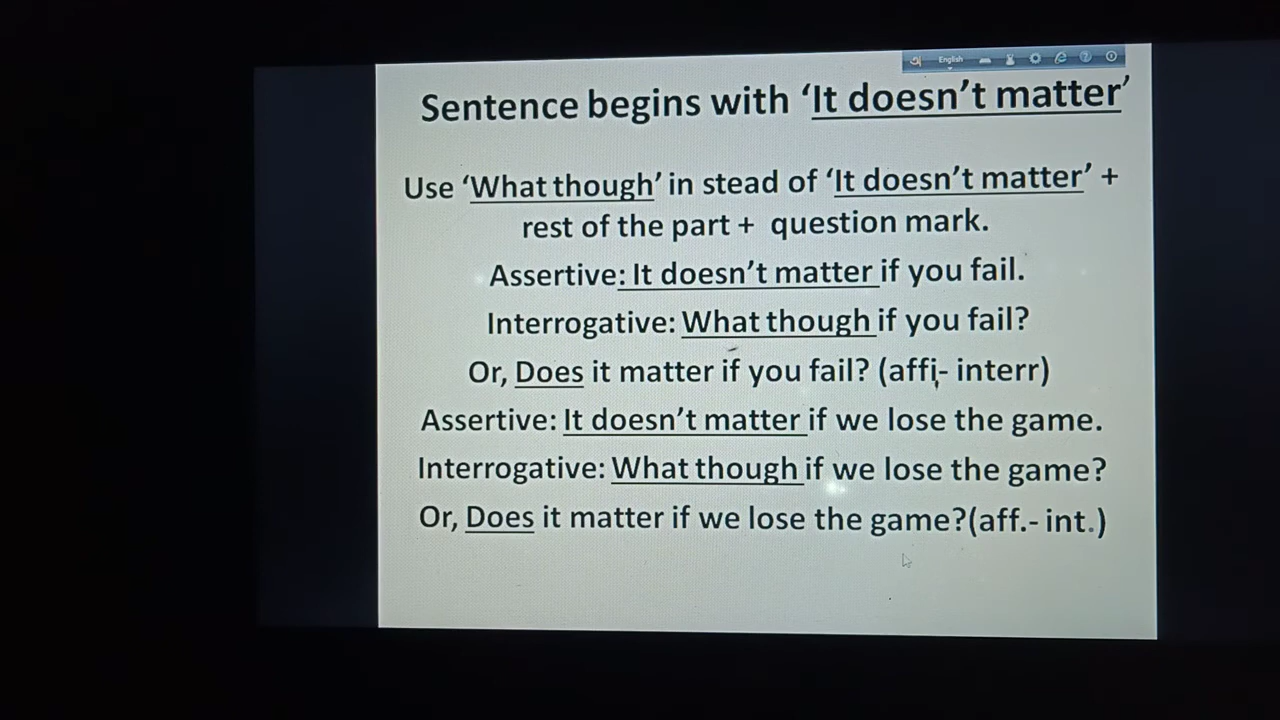 English
Sentence begins with ‘It doesn’t matter’
Use ‘What though’ in stead of ‘It doesn’t matter’ +
rest of the part + question mark.
Assertive: It doesn’t matter if you fail.
Interrogative: What though if you fail?
Or, Does it matter if you fail? (affi- interr)
Assertive: It doesn’t matter if we lose the game.
Interrogative: What though if we lose the game?
Or, Does it matter if we lose the game?(aff.- int.)